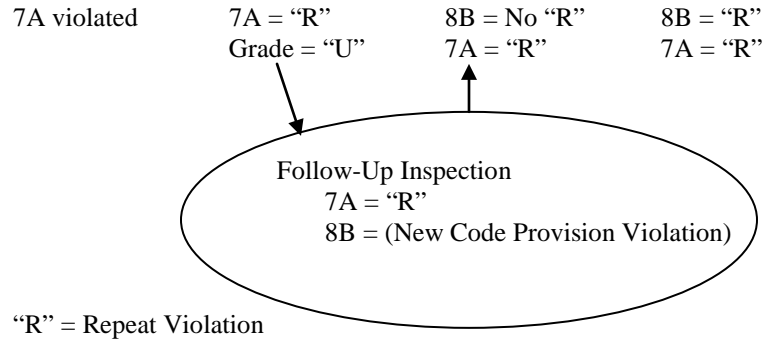 7A violated 7A = “R” 8B = No “R” 8B = “R”
Grade = “U” 7A = “R” 7A = “R”
Follow-Up Inspection
7A = “R”
8B = (New Code Provision Violation)
“R” = Repeat Violation